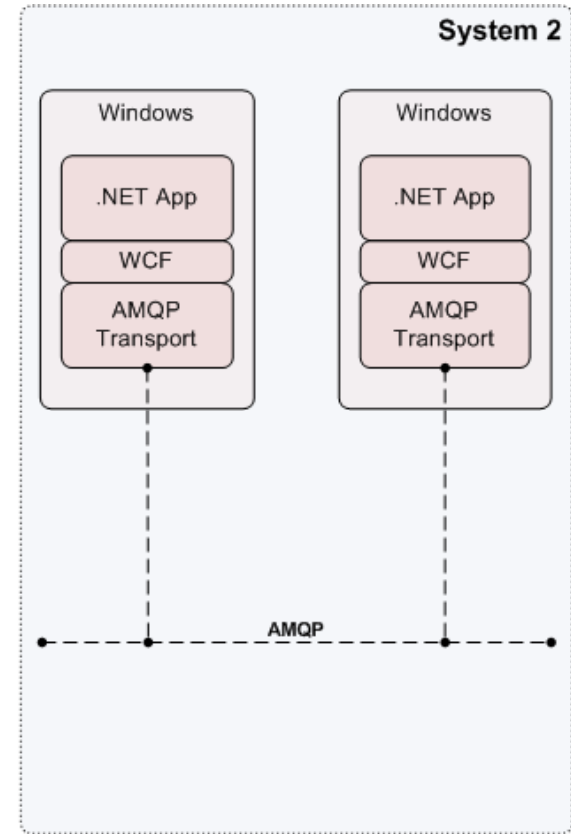 System 2
Windows
.NET App
WCF
AMQP
Transport
Windows
.NET App
WCF
AMQP
Transport
AMQP